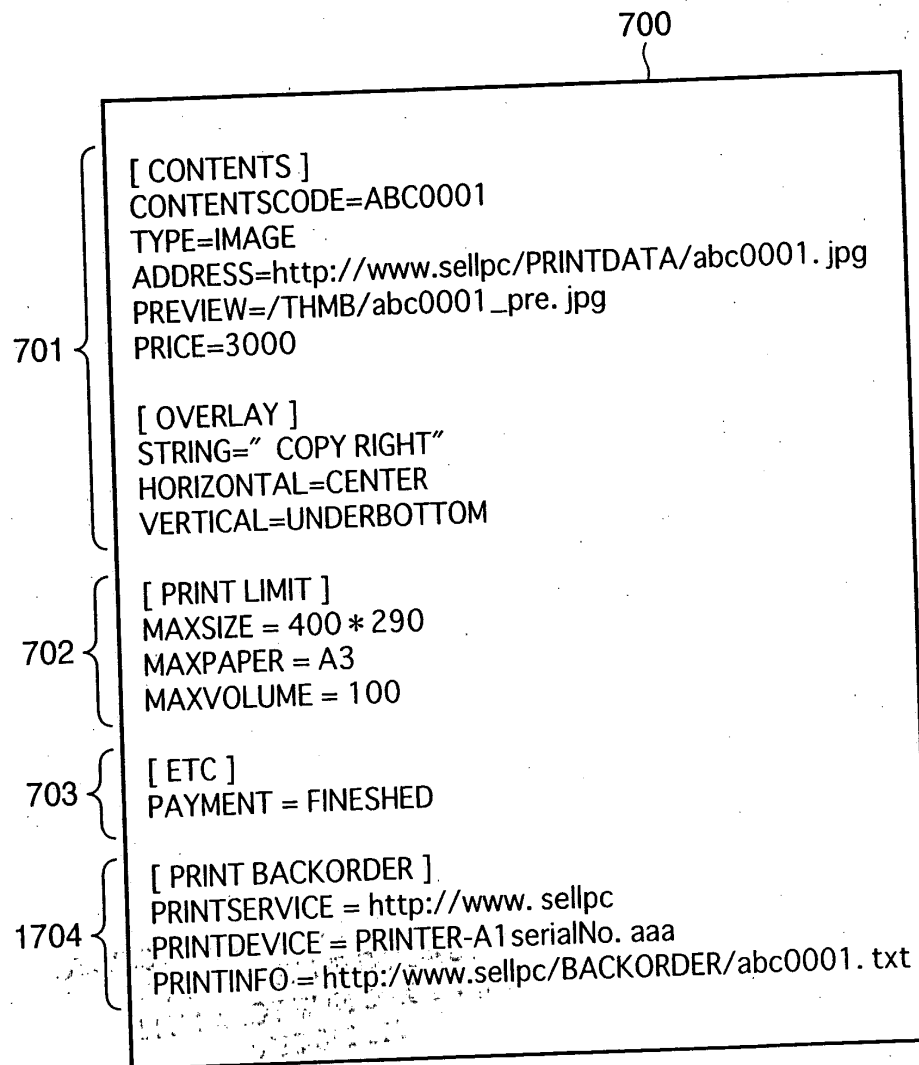 700
701
[ CONTENTS ]
CONTENTSCODE=ABC0001
TYPE=IMAGE
ADDRESS=http://www.sellpc/PRINTDATA/abc0001.jpg
PREVIEW=/THMB/abc0001_pre.jpg
PRICE=3000
[ OVERLAY ]
STRING=″ COPY RIGHT″
HORIZONTAL=CENTER
VERTICAL=UNDERBOTTOM
702
[ PRINT LIMIT ]
MAXSIZE = 400 * 290
MAXPAPER = A3
MAXVOLUME = 100
703
[ ETC ]
PAYMENT = FINESHED
1704
[ PRINT BACKORDER ]
PRINTSERVICE = http://www. sellpc
PRINTDEVICE = PRINTER-A1serialNo. aaa
PRINTINFO = http:/www.sellpc/BACKORDER/abc0001. txt